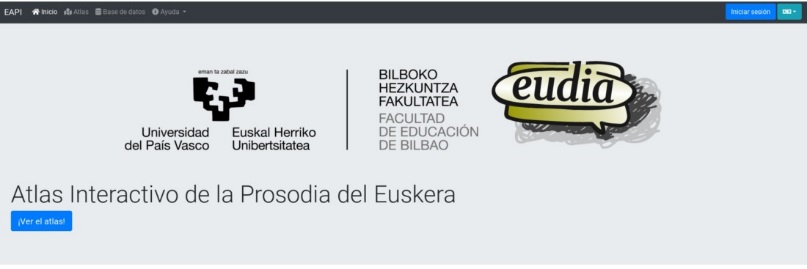 EAPI Inicio Atlas Base de datos Ayuda Iniciar sesión
eman ta zabal zazu
Universidad
del País Vasco
Euskal Herriko
Unibertsitatea
BILBOKO
HEZKUNTZA
FAKULTATEA
FACULTAD
DE EDUCACIÓN
DE BILBAO
eudia
Atlas Interactivo de la Prosodia del Euskera
¡Ver el atlas!